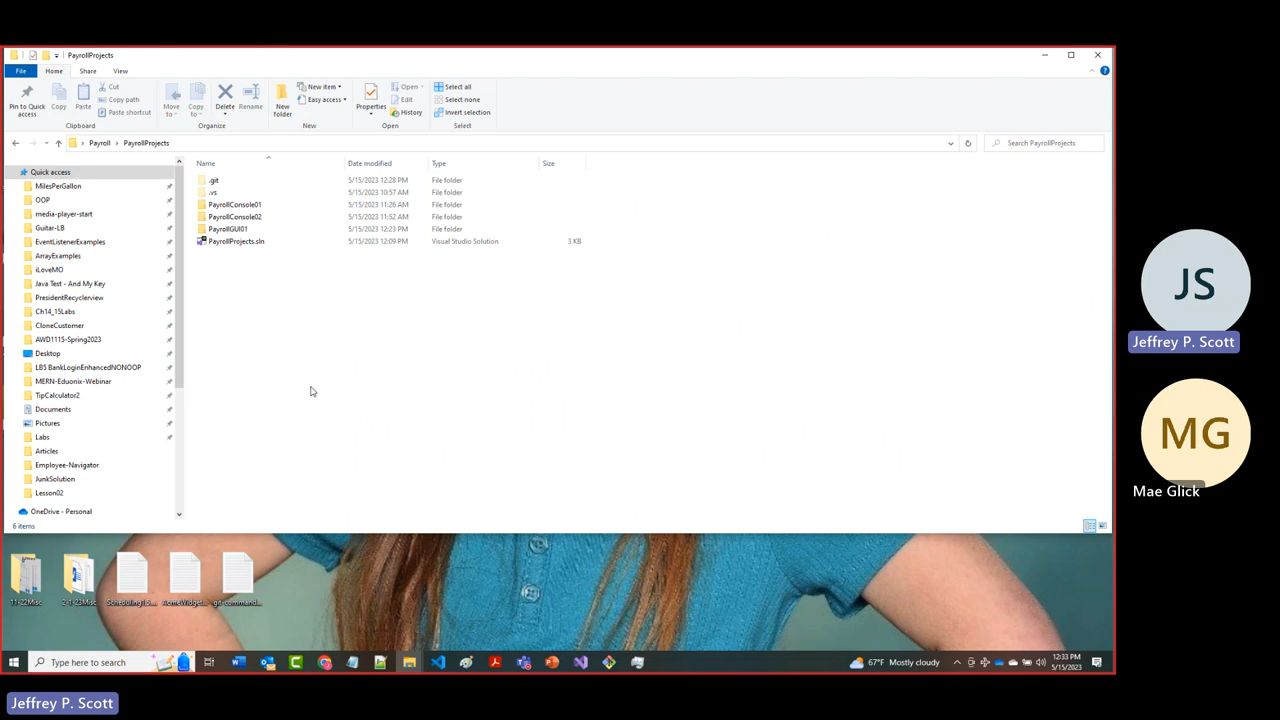 PayrollProjects
File Home Share View
Pin to Quick access
Copy
Paste
Cut
Copy path
Paste shortcut
Clipboard
Move to
Copy to
Delete
Rename
Organize
New folder
New item
Easy access
New
Properties
Open
Edit
History
Open
Select all
Select none
Invert selection
Select
Payroll > PayrollProjects
Search PayrollProjects
Name Date modified Type Size
.git 5/15/2023 12:28 PM File folder
.vs 5/15/2023 10:57 AM File folder
PayrollConsole01 5/15/2023 11:26 AM File folder
PayrollConsole02 5/15/2023 11:52 AM File folder
PayrollGUI01 5/15/2023 12:23 PM File folder
PayrollProjects.sln 5/15/2023 12:09 PM Visual Studio Solution 3 KB
Quick access
MilesPerGallon
OOP
media-player-start
Guitar-LB
EventListenerExamples
ArrayExamples
iLoveMO
Java Test - And My Key
PresidentRecyclerview
Ch14_15Labs
CloneCustomer
AWD1115-Spring2023
Desktop
LB5 BankLoginEnhancedNONOOP
MERN-Eduonix-Webinar
TipCalculator2
Documents
Pictures
Labs
Articles
Employee-Navigator
JunkSolution
Lesson02
OneDrive - Personal
6 items
11-22Misc
2-1-23Misc
AcmeWidget...
git-command...
Type here to search
67°F Mostly cloudy
12:33 PM
5/15/2023
JS
Jeffrey P. Scott
MG
Mae Glick
Jeffrey P. Scott